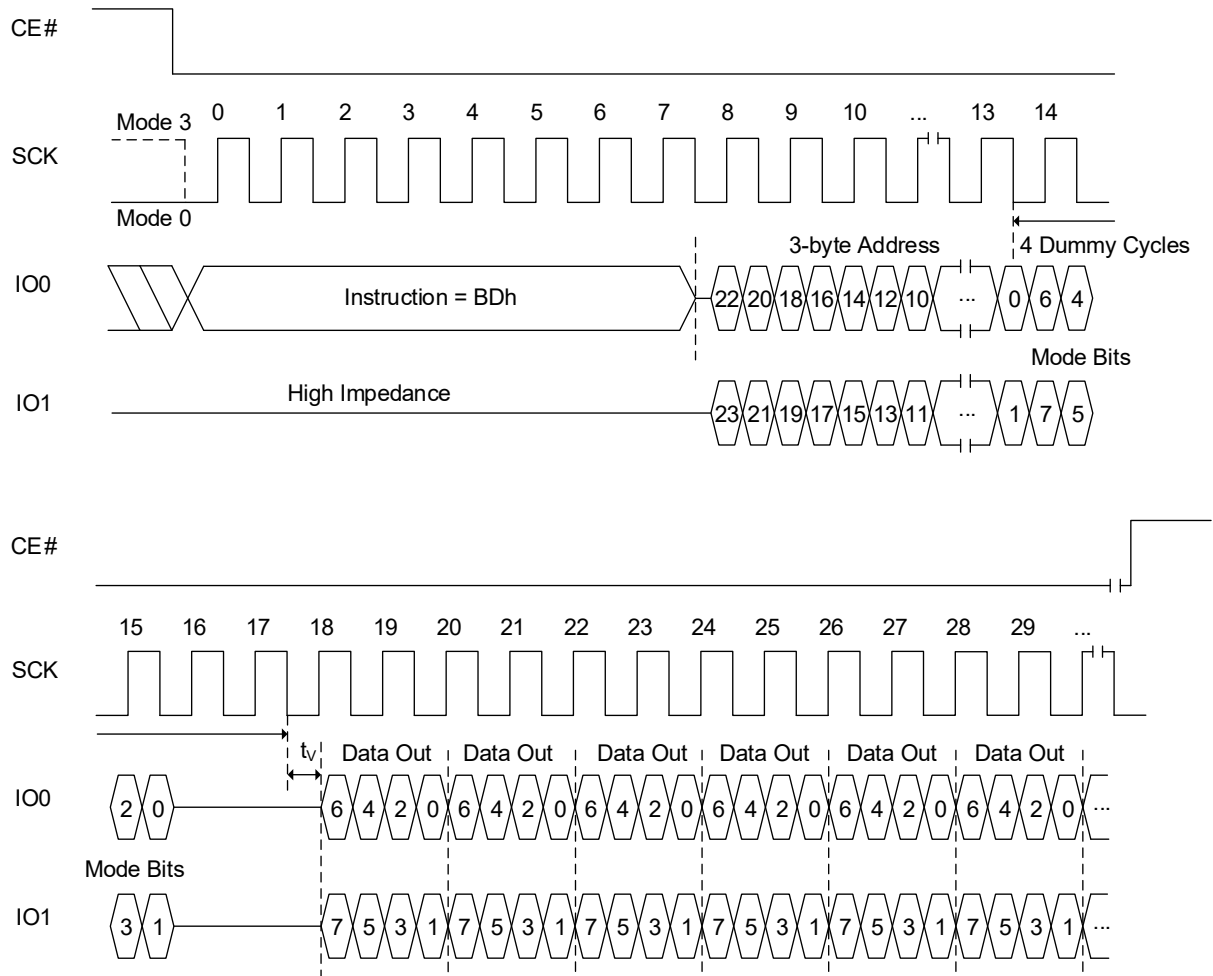 CE#
0 1 2 3 4 5 6 7 8 9 10 ... 13 14
Mode 3
SCK
Mode 0
3-byte Address 4 Dummy Cycles
IO0
Instruction = BDh
22 20 18 16 14 12 10 ... 0 6 4
Mode Bits
IO1
High Impedance
23 21 19 17 15 13 11 ... 1 7 5
CE#
15 16 17 18 19 20 21 22 23 24 25 26 27 28 29 ...
SCK
tV Data Out Data Out Data Out Data Out Data Out Data Out
IO0
2 0 6 4 2 0 6 4 2 0 6 4 2 0 6 4 2 0 6 4 2 0 6 4 2 0 ...
Mode Bits
IO1
3 1 7 5 3 1 7 5 3 1 7 5 3 1 7 5 3 1 7 5 3 1 7 5 3 1 ...